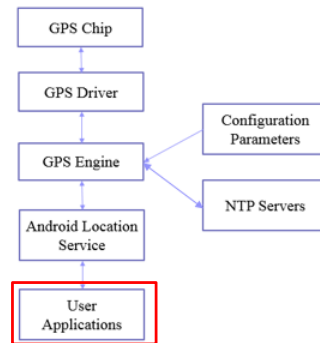 GPS Chip
GPS Driver
GPS Engine
Configuration
Parameters
NTP Servers
Android Location
Service
User
Applications